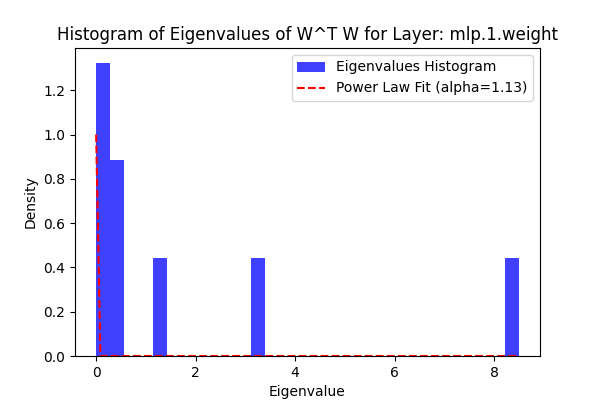 Histogram of Eigenvalues of W^T W for Layer: mlp.1.weight
Eigenvalues Histogram
Power Law Fit (alpha=1.13)
Density
1.2
1.0
0.8
0.6
0.4
0.2
0.0
0 2 4 6 8
Eigenvalue